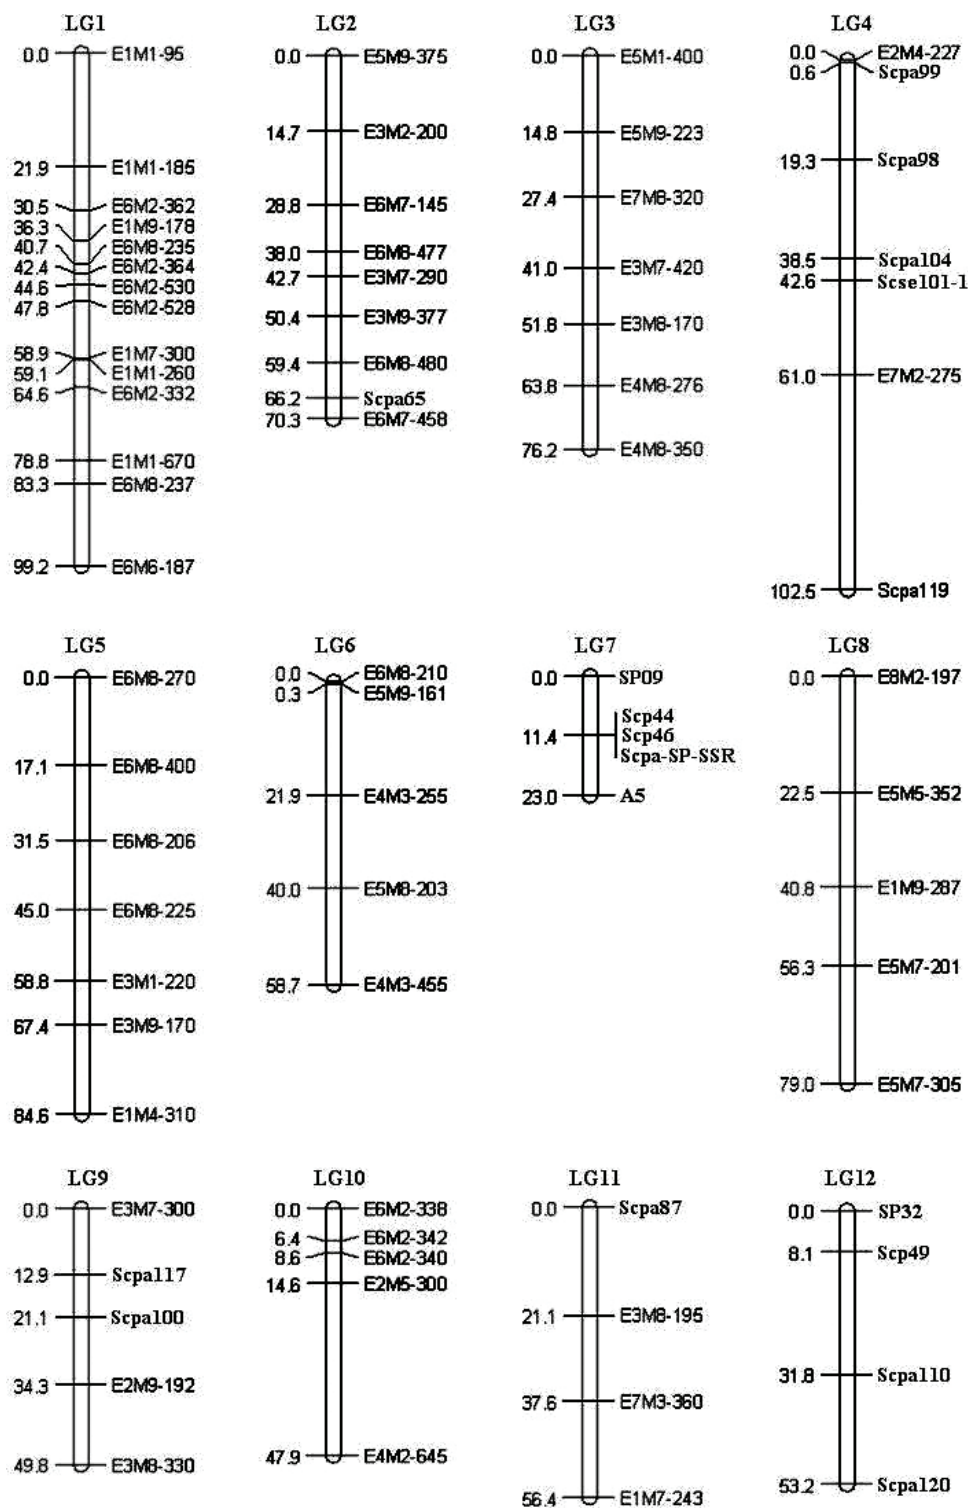 LG1
0.0 E1M1-95
21.9 E1M1-185
30.5 E6M2-362
36.3 E1M9-178
40.7 E6M8-235
42.4 E6M2-364
44.6 E6M2-530
47.8 E6M2-528
58.9 E1M7-300
59.1 E1M1-260
64.6 E6M2-332
78.8 E1M1-670
83.3 E6M8-237
99.2 E6M6-187
LG2
0.0 E5M9-375
14.7 E3M2-200
28.8 E6M7-145
38.0 E6M8-477
42.7 E3M7-290
50.4 E3M9-377
59.4 E6M8-480
66.2 Scpa65
70.3 E6M7-458
LG3
0.0 E5M1-400
14.8 E5M9-223
27.4 E7M8-320
41.0 E3M7-420
51.8 E3M8-170
63.8 E4M8-276
76.2 E4M8-350
LG4
0.0 E2M4-227
0.6 Scpa99
19.3 Scpa98
38.5 Scpa104
42.6 Scse101-1
61.0 E7M2-275
102.5 Scpa119
LG5
0.0 E6M8-270
17.1 E6M8-400
31.5 E6M8-206
45.0 E6M8-225
58.8 E3M1-220
67.4 E3M9-170
84.6 E1M4-310
LG6
0.0 E6M8-210
0.3 E5M9-161
21.9 E4M3-255
40.0 E5M8-203
58.7 E4M3-455
LG7
0.0 SP09
Scp44
11.4 Scp46
Scpa-SP-SSR
23.0 A5
LG8
0.0 E8M2-197
22.5 E5M5-352
40.8 E1M9-287
56.3 E5M7-201
79.0 E5M7-305
LG9
0.0 E3M7-300
12.9 Scpa117
21.1 Scpa100
34.3 E2M9-192
49.8 E3M8-330
LG10
0.0 E6M2-338
6.4 E6M2-342
8.6 E6M2-340
14.6 E2M5-300
47.9 E4M2-645
LG11
0.0 Scpa87
21.1 E3M8-195
37.6 E7M3-360
56.4 E1M7-243
LG12
0.0 SP32
8.1 Scp49
31.8 Scpa110
53.2 Scpa120